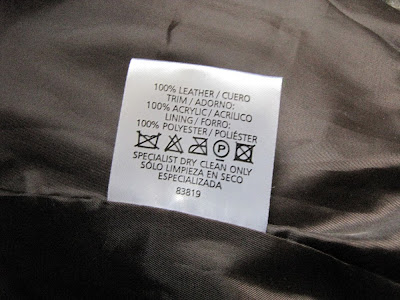 100% LEATHER / CUERO
TRIM / ADORNO:
100% ACRYLIC / ACRILICO
LINING / FORRO:
100% POLYESTER / POLIÉSTER
P
SPECIALIST DRY CLEAN ONLY
SÓLO LIMPIEZA EN SECO
ESPECIALIZADA
83819